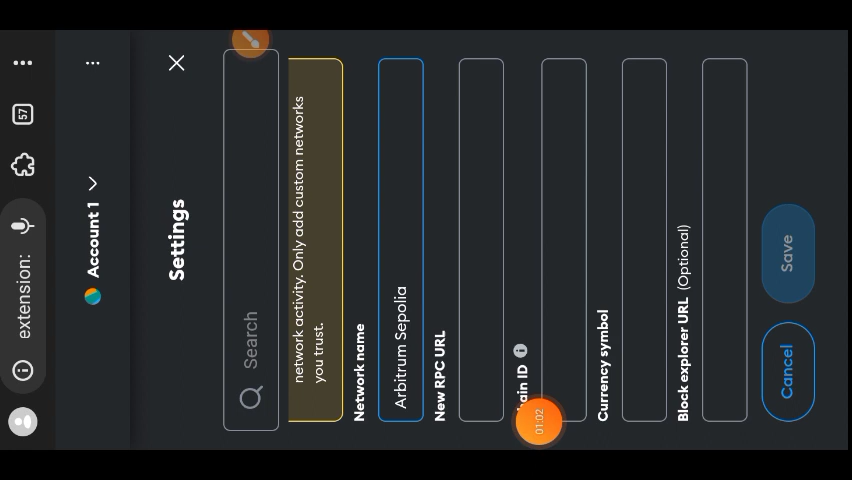 extension:
57
Account 1
Settings
Search
network activity. Only add custom networks
you trust.
Network name
Arbitrum Sepolia
New RPC URL
ain ID
01:02
Currency symbol
Block explorer URL (Optional)
Cancel
Save